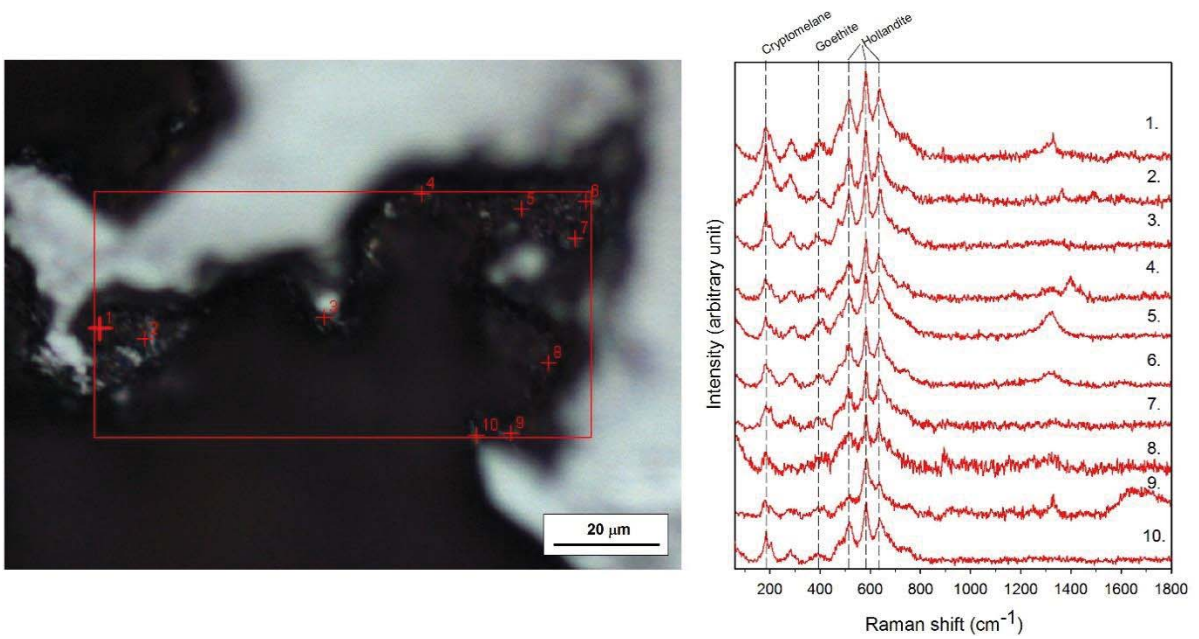 1
2
3
4
5
6
7
8
9
10
20 µm
Cryptomelane
Goethite
Hollandite
Intensity (arbitrary unit)
1.
2.
3.
4.
5.
6.
7.
8.
9.
10.
200 400 600 800 1000 1200 1400 1600 1800
Raman shift (cm⁻¹)